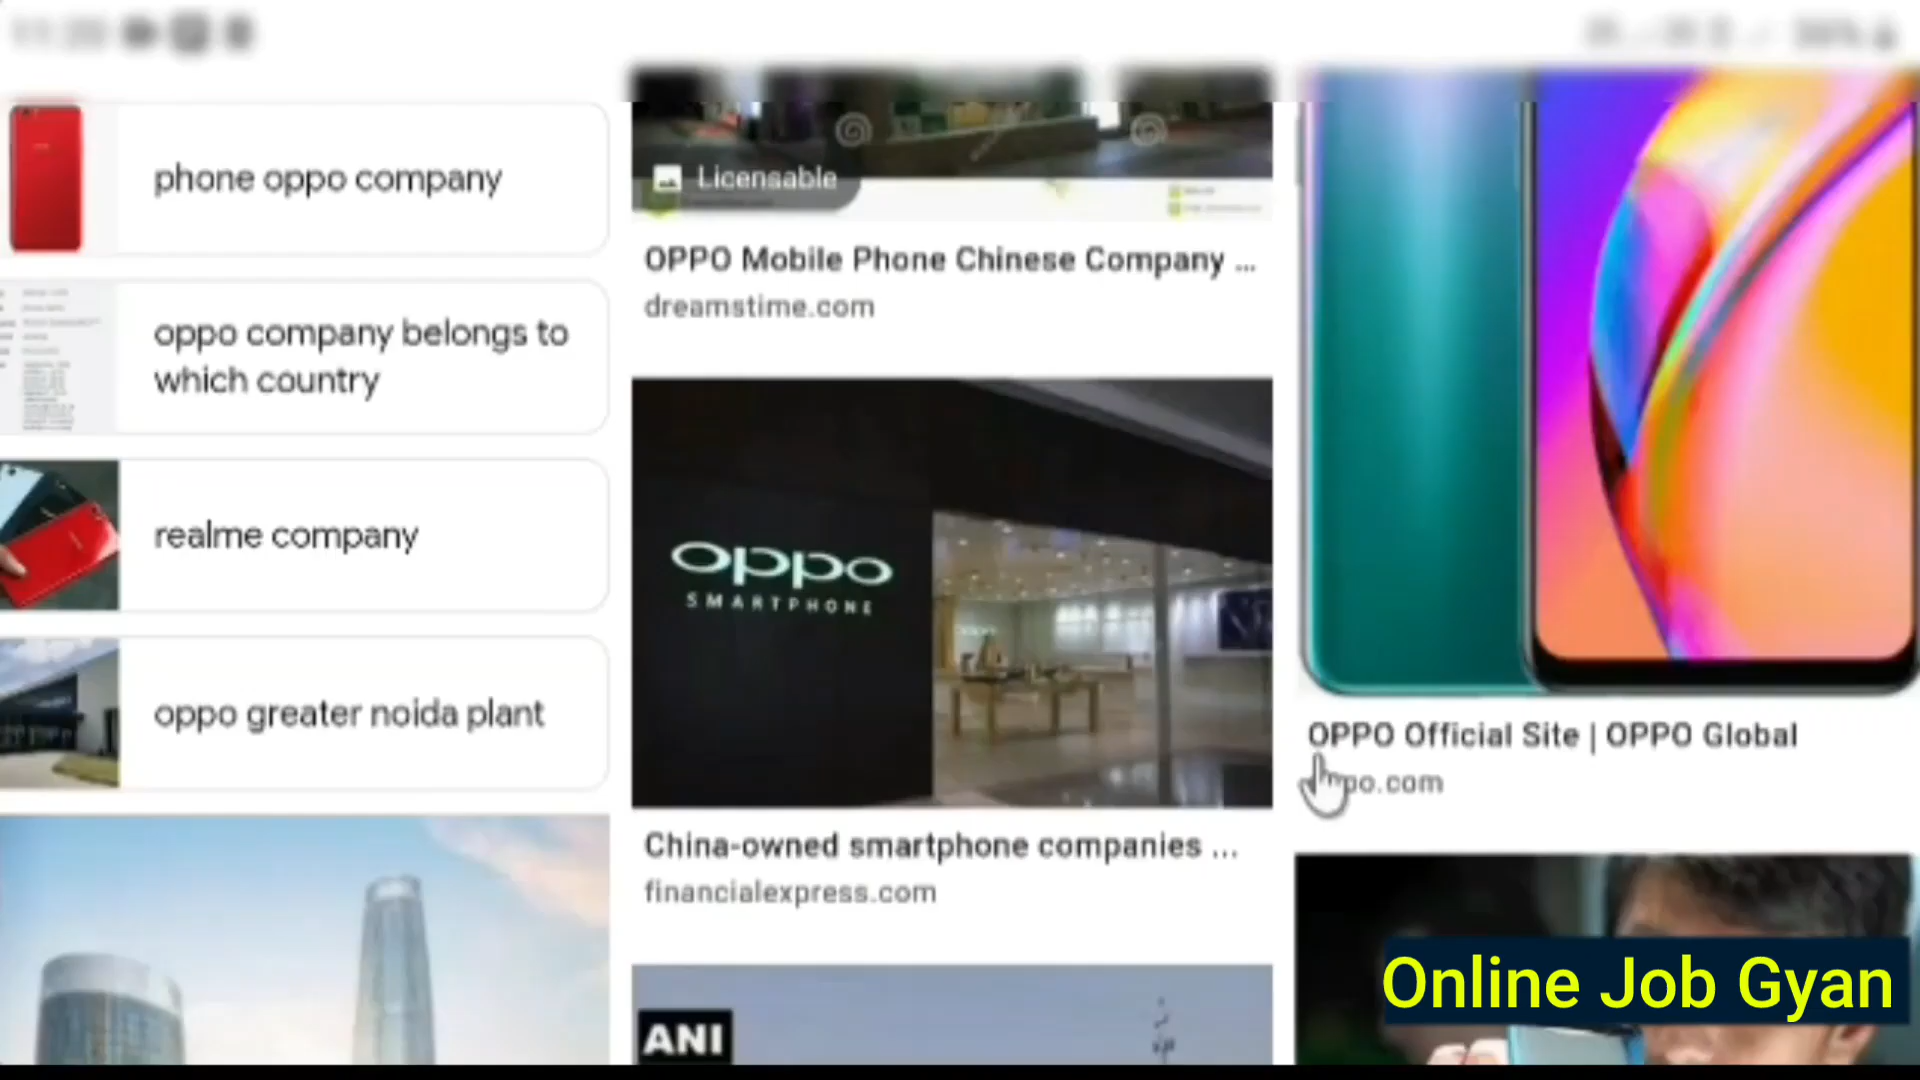 phone oppo company
oppo company belongs to
which country
realme company
oppo greater noida plant
Licensable
OPPO Mobile Phone Chinese Company ...
dreamstime.com
oppo
SMARTPHONE
China-owned smartphone companies ...
financialexpress.com
ANI
OPPO Official Site | OPPO Global
po.com
Online Job Gyan